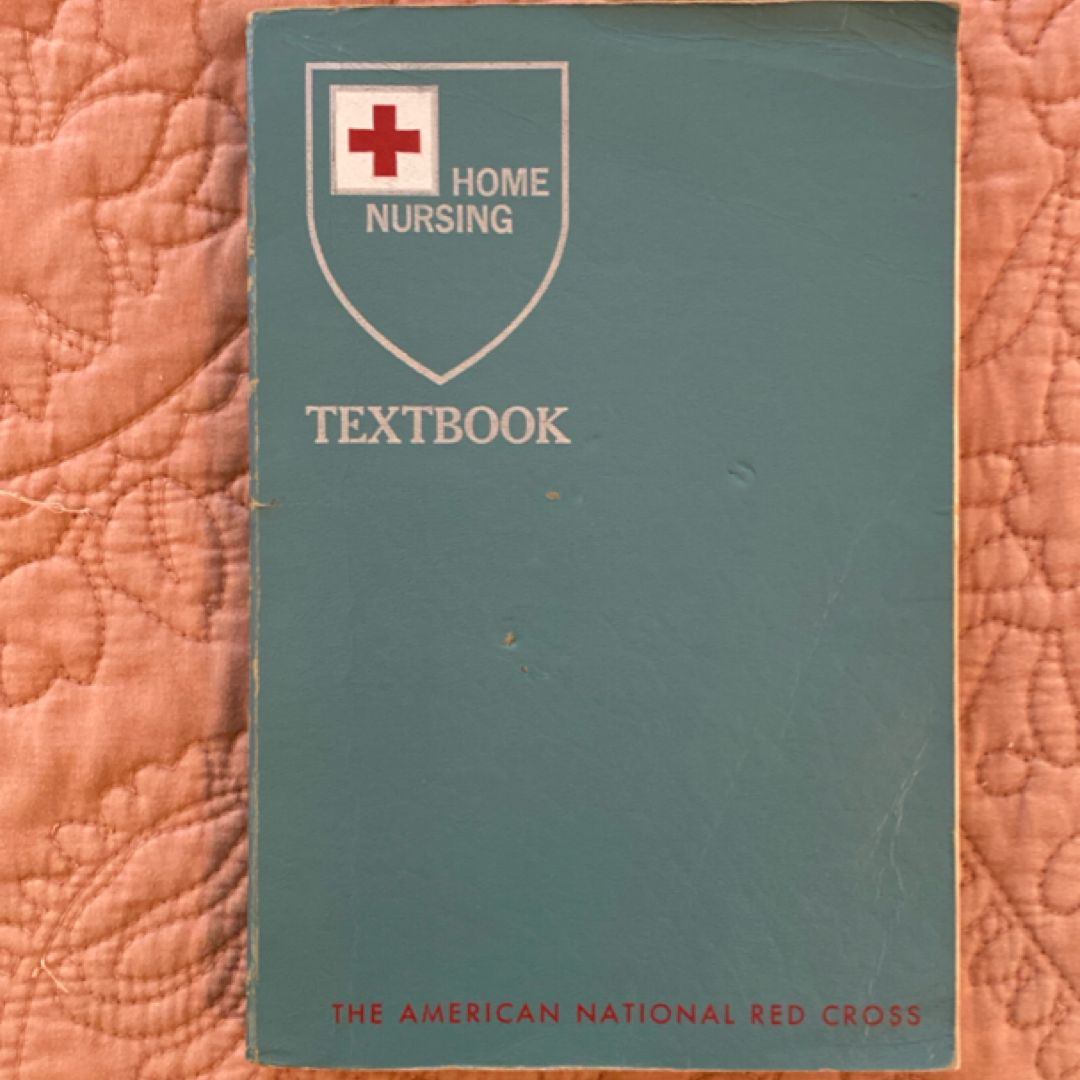 HOME
NURSING
TEXTBOOK
THE AMERICAN NATIONAL RED CROSS